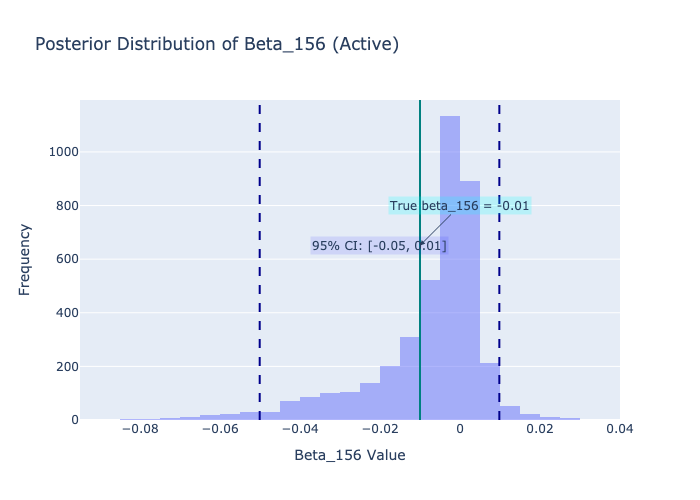 Posterior Distribution of Beta_156 (Active)
1000
800
600
400
200
0
Frequency
True beta_156 = -0.01
95% CI: [-0.05, 0.01]
−0.08
−0.06
−0.04
−0.02
0
0.02
0.04
Beta_156 Value